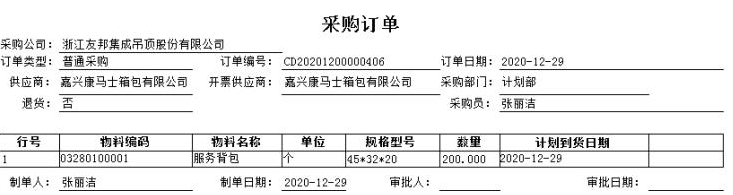 采购订单
采购公司： 浙江友邦集成吊顶股份有限公司
订单类型： 普通采购 订单编号： CD20201200000406 订单日期： 2020-12-29
供应商： 嘉兴康马士箱包有限公司 开票供应商： 嘉兴康马士箱包有限公司 采购部门： 计划部
退货： 否 采购员： 张丽洁
行号 物料编码 物料名称 单位 规格型号 数量 计划到货日期
1 03280100001 服务背包 个 45*32*20 200.000 2020-12-29
制单人： 张丽洁 制单日期： 2020-12-29 审批人： 审批日期：